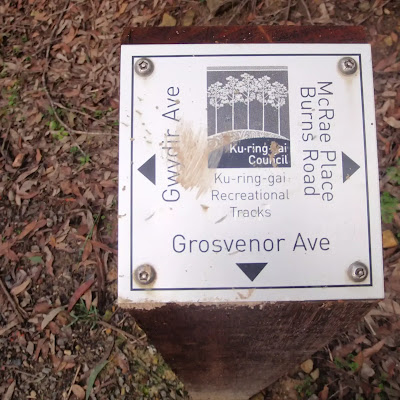 Gwydir Ave
Ku-ring-gai
Council
Ku-ring-gai
Recreational
Tracks
McRae Place
Burns Road
Grosvenor Ave